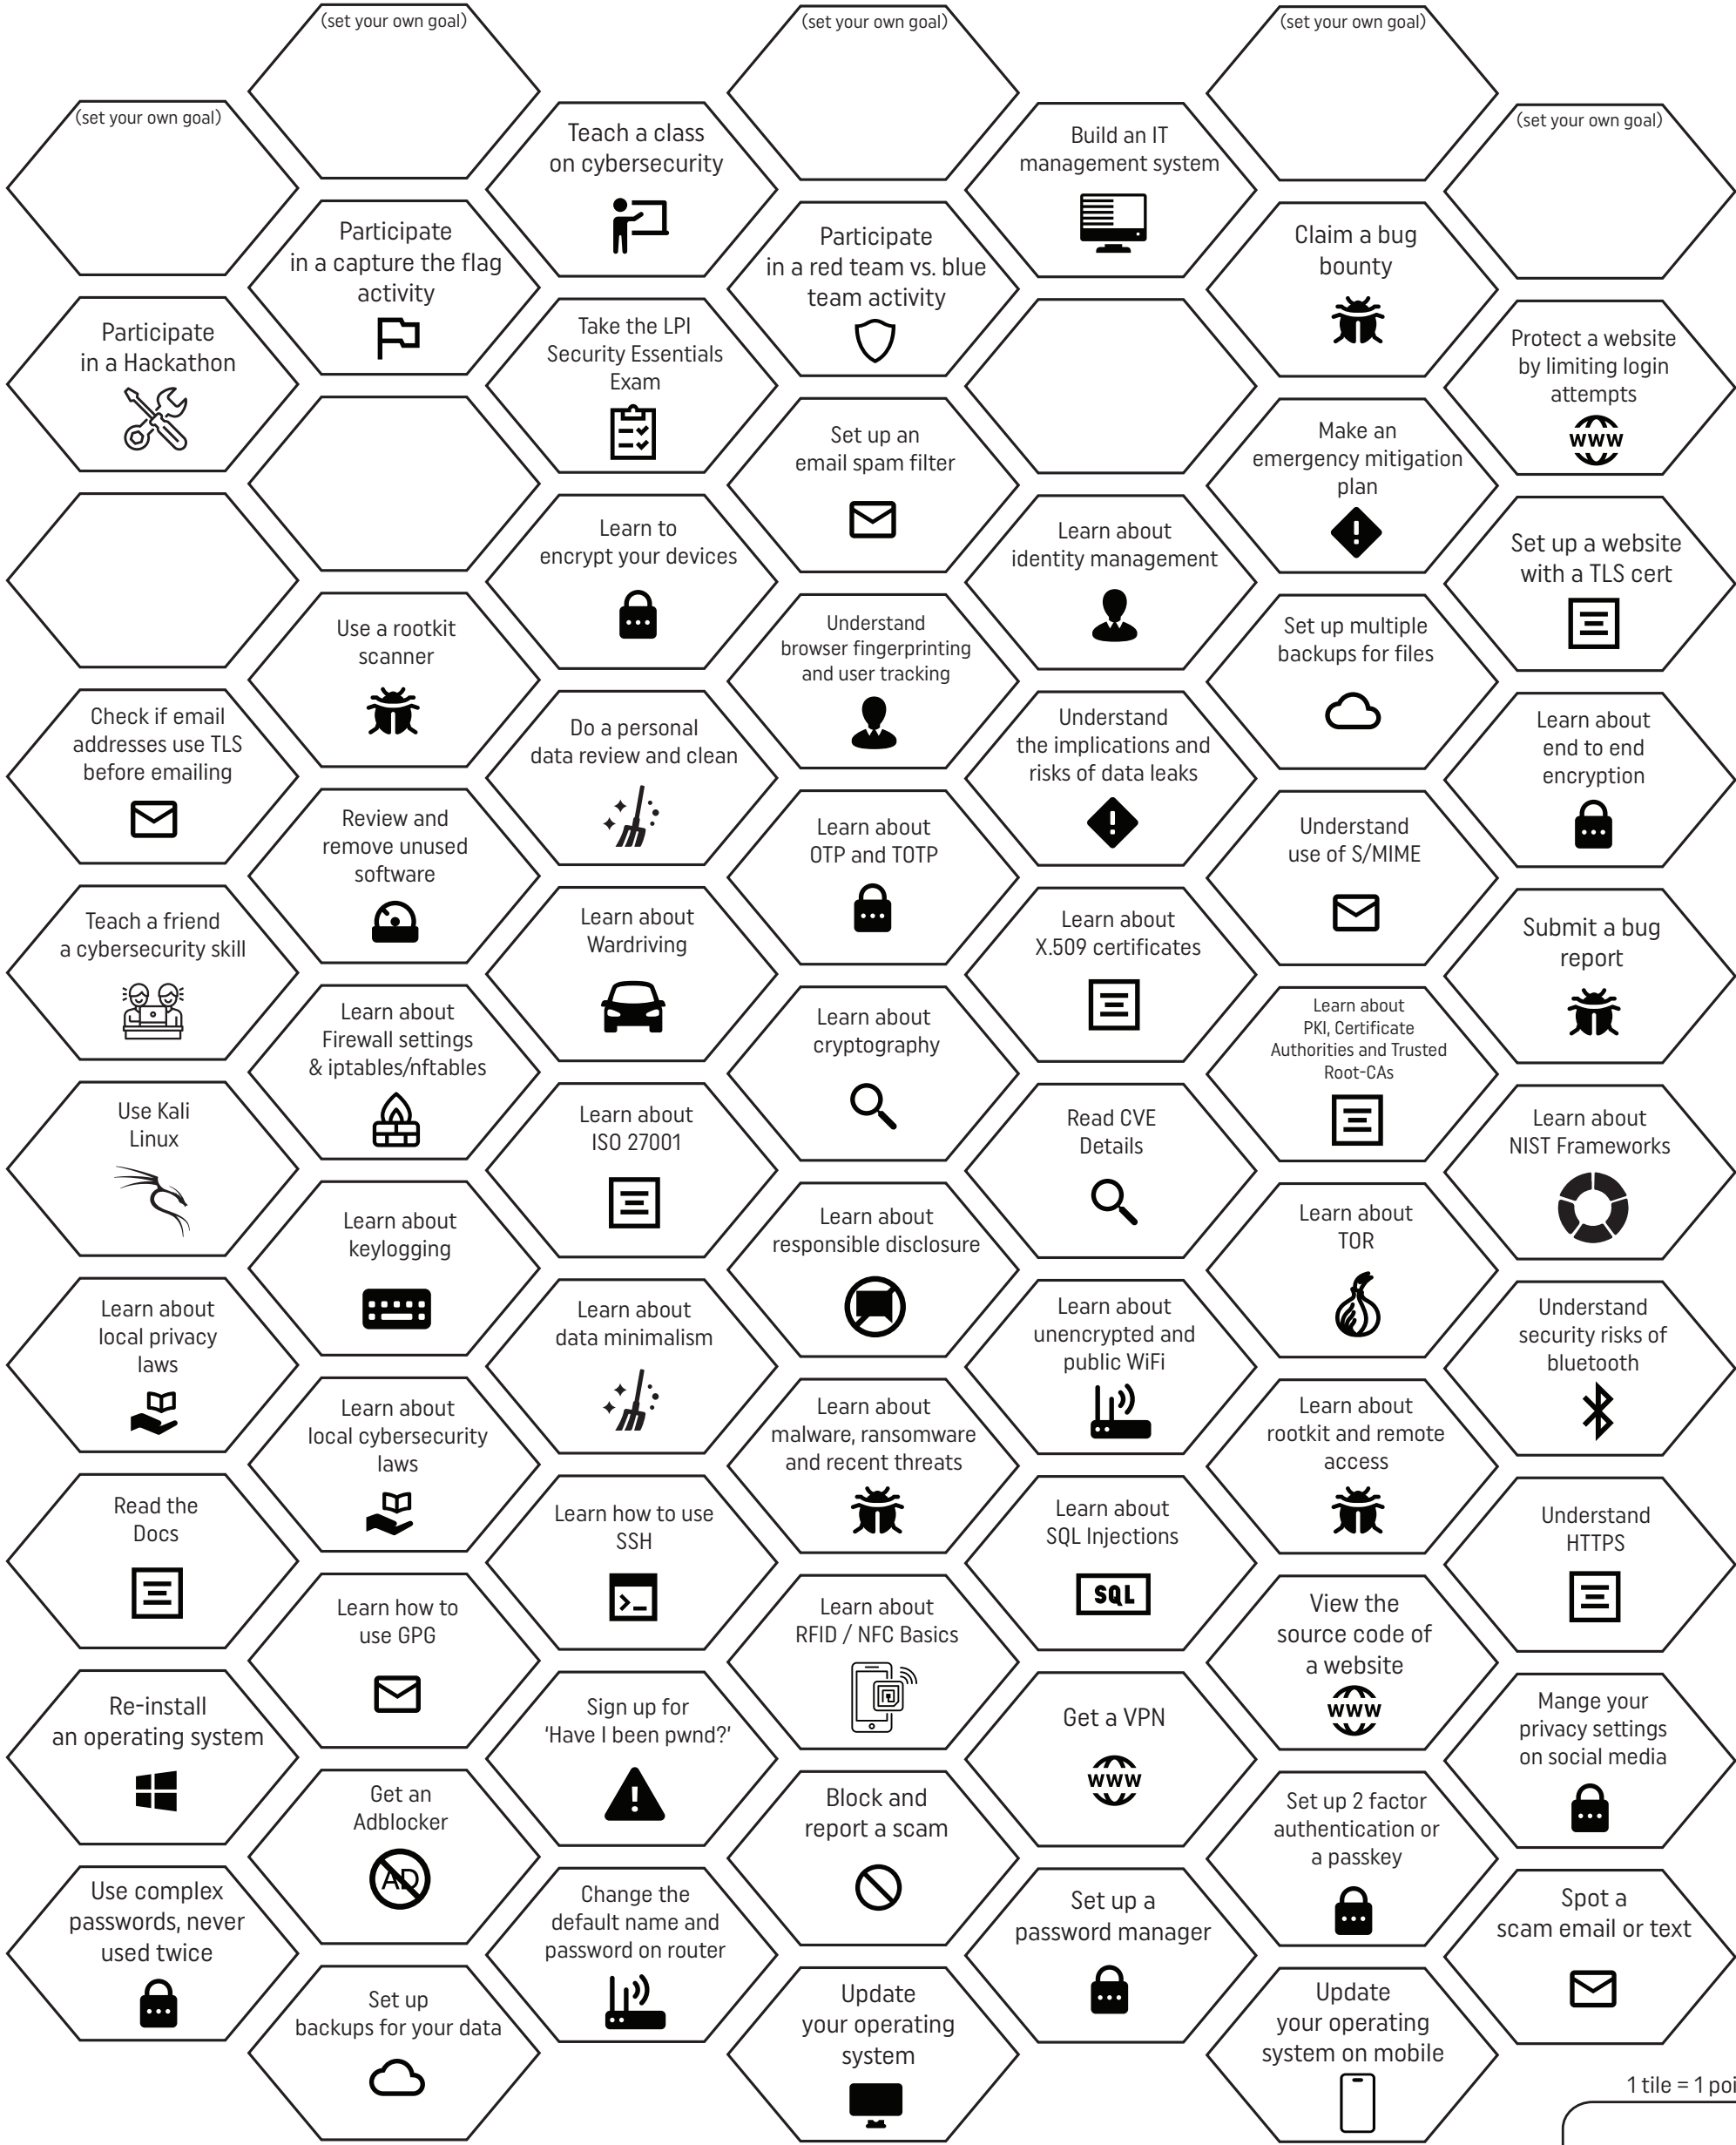 (set your own goal)
(set your own goal)
(set your own goal)
(set your own goal)
Teach a class
on cybersecurity
Build an IT
management system
(set your own goal)
Participate
in a capture the flag
activity
Participate
in a red team vs. blue
team activity
Claim a bug
bounty
Participate
in a Hackathon
Take the LPI
Security Essentials
Exam
Protect a website
by limiting login
attempts
WWW
Set up an
email spam filter
Make an
emergency mitigation
plan
Learn to
encrypt your devices
Learn about
identity management
Set up a website
with a TLS cert
Use a rootkit
scanner
Understand
browser fingerprinting
and user tracking
Set up multiple
backups for files
Check if email
addresses use TLS
before emailing
Do a personal
data review and clean
Understand
the implications and
risks of data leaks
Learn about
end to end
encryption
Review and
remove unused
software
Learn about
OTP and TOTP
Understand
use of S/MIME
Teach a friend
a cybersecurity skill
Learn about
Wardriving
Learn about
X.509 certificates
Submit a bug
report
Learn about
Firewall settings
& iptables/nftables
Learn about
cryptography
Learn about
PKI, Certificate
Authorities and Trusted
Root-CAs
Use Kali
Linux
Learn about
ISO 27001
Read CVE
Details
Learn about
NIST Frameworks
Learn about
keylogging
Learn about
responsible disclosure
Learn about
TOR
Learn about
local privacy
laws
Learn about
data minimalism
Learn about
unencrypted and
public WiFi
Understand
security risks of
bluetooth
Learn about
local cybersecurity
laws
Learn about
malware, ransomware
and recent threats
Learn about
rootkit and remote
access
Read the
Docs
Learn how to use
SSH
Learn about
SQL Injections
SQL
Understand
HTTPS
Learn how to
use GPG
Learn about
RFID / NFC Basics
View the
source code of
a website
WWW
Re-install
an operating system
Sign up for
'Have I been pwnd?'
Get a VPN
WWW
Mange your
privacy settings
on social media
Get an
Adblocker
AD
Block and
report a scam
Set up 2 factor
authentication or
a passkey
Use complex
passwords, never
used twice
Change the
default name and
password on router
Set up a
password manager
Spot a
scam email or text
Set up
backups for your data
Update
your operating
system
Update
your operating
system on mobile
1 tile = 1 poi